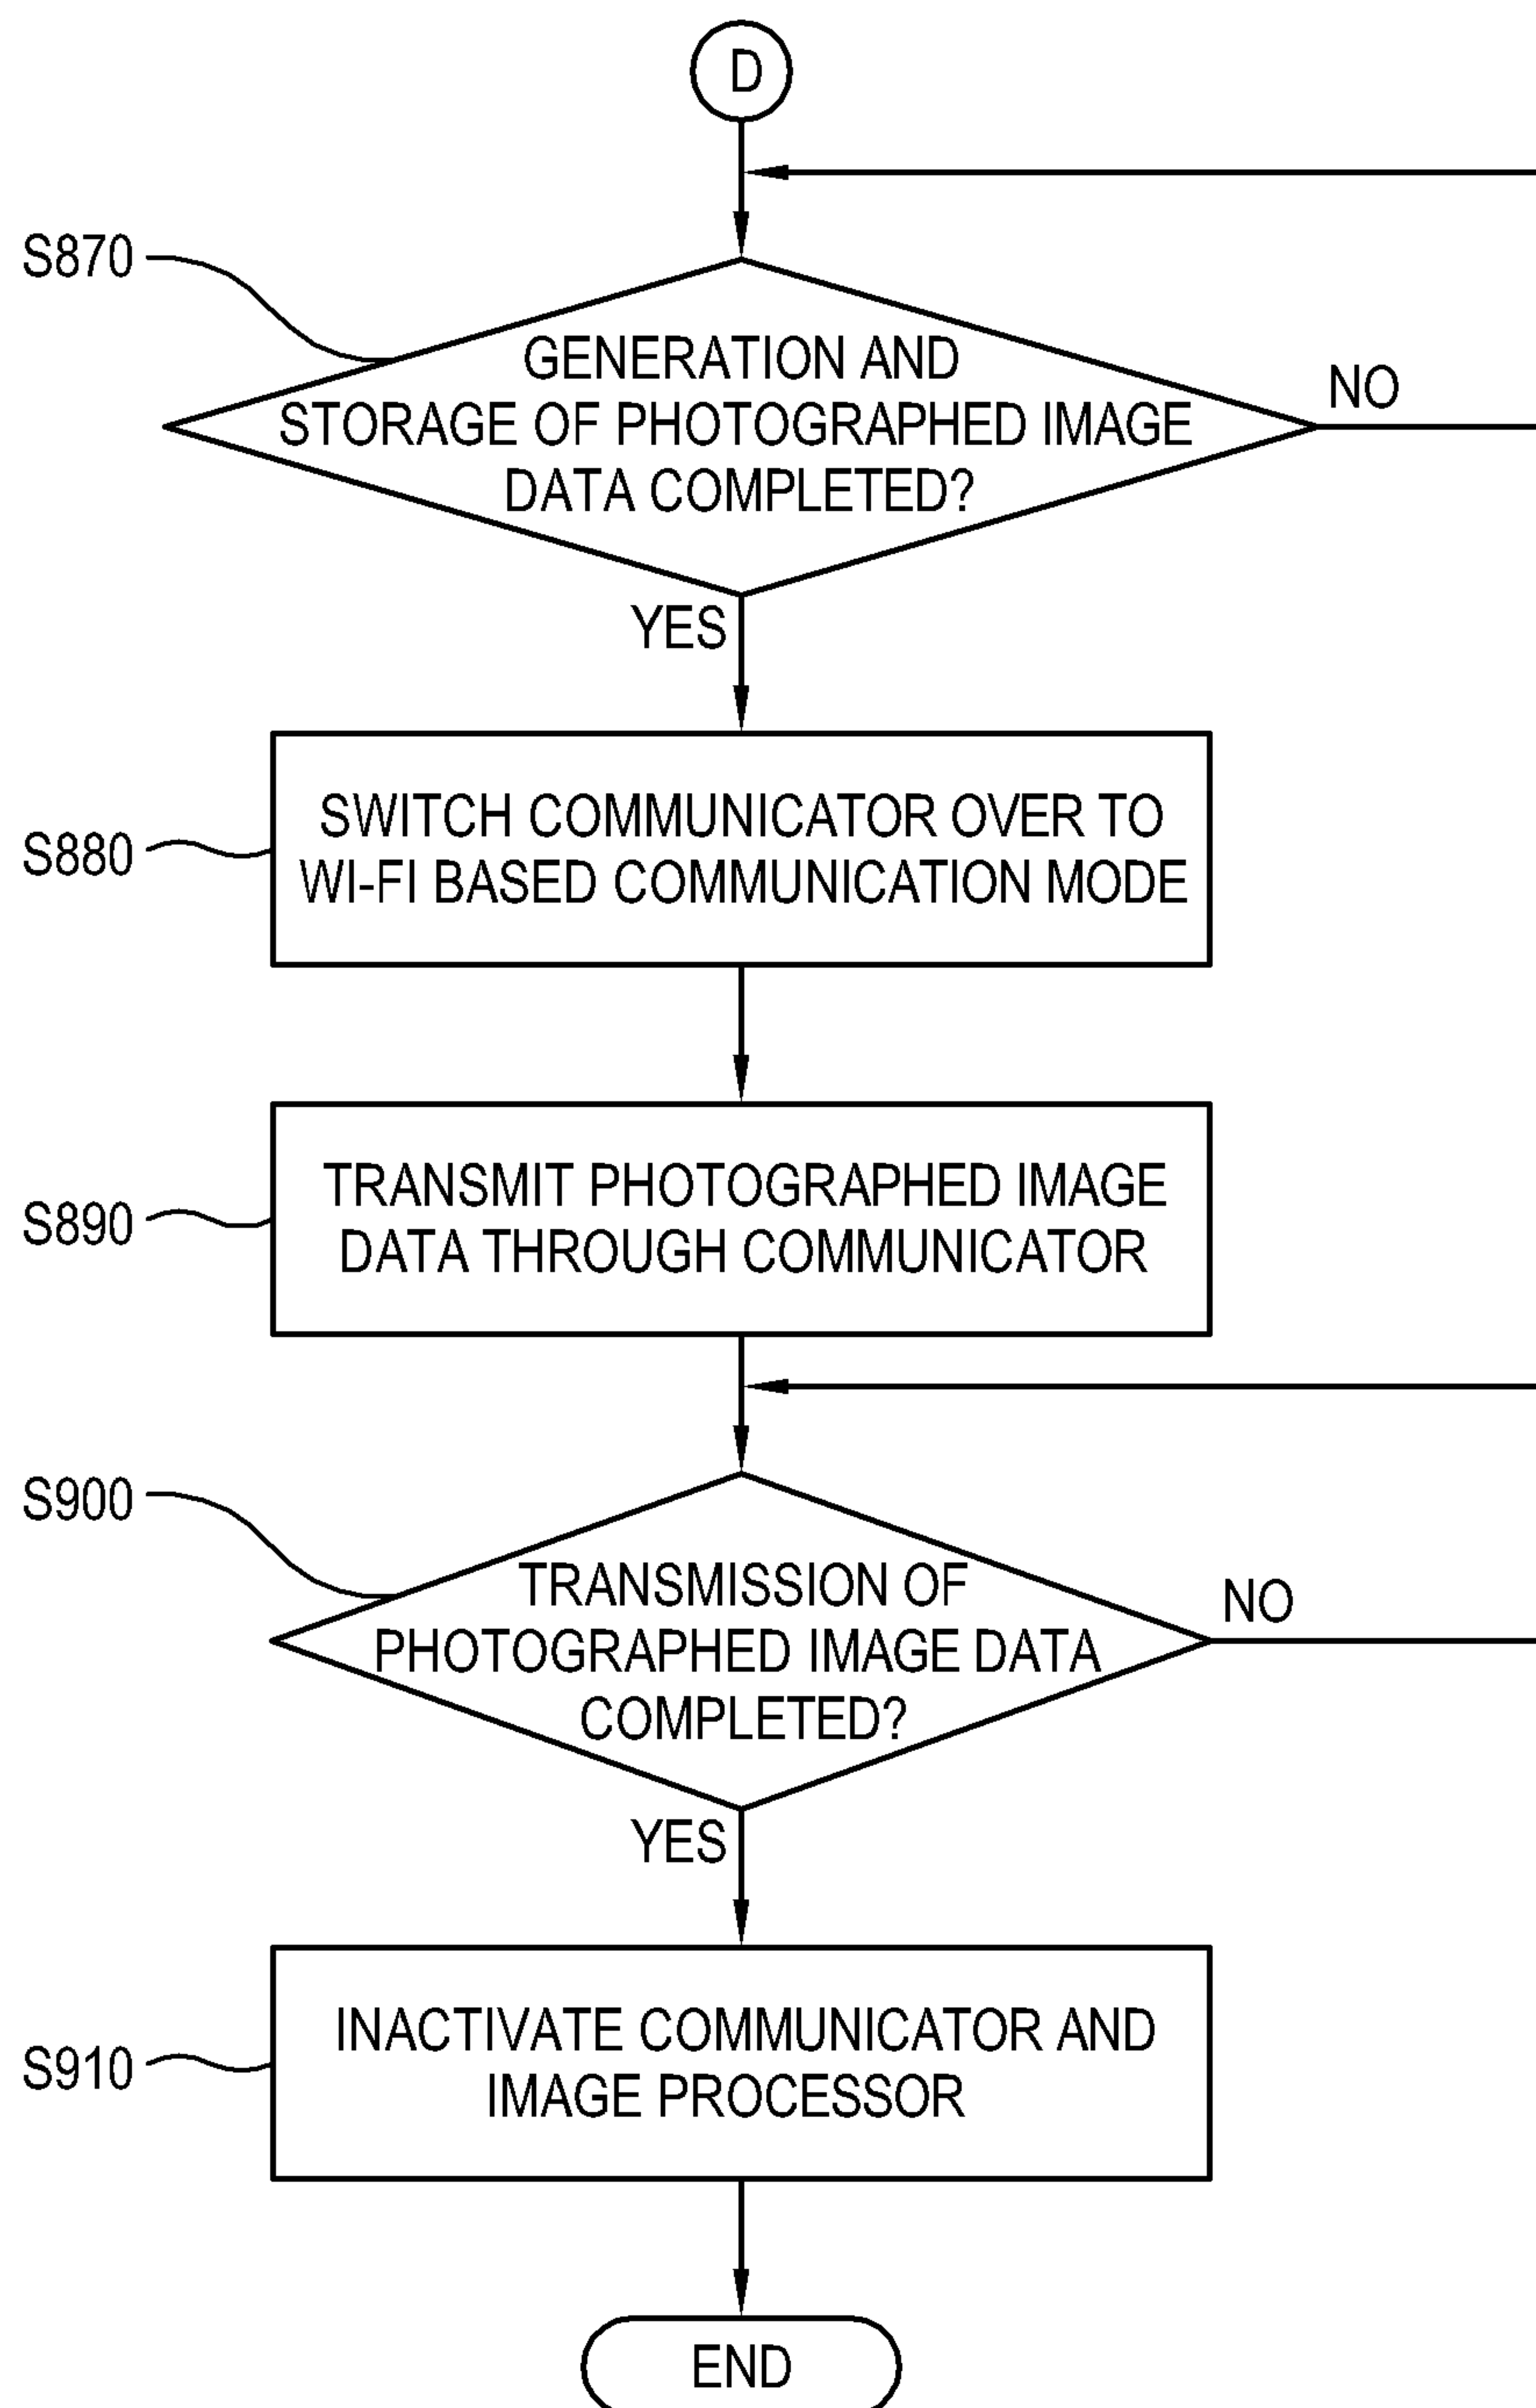 D
S870
GENERATION AND
STORAGE OF PHOTOGRAPHED IMAGE
DATA COMPLETED?
NO
YES
S880
SWITCH COMMUNICATOR OVER TO
WI-FI BASED COMMUNICATION MODE
S890
TRANSMIT PHOTOGRAPHED IMAGE
DATA THROUGH COMMUNICATOR
S900
TRANSMISSION OF
PHOTOGRAPHED IMAGE DATA
COMPLETED?
NO
YES
S910
INACTIVATE COMMUNICATOR AND
IMAGE PROCESSOR
END